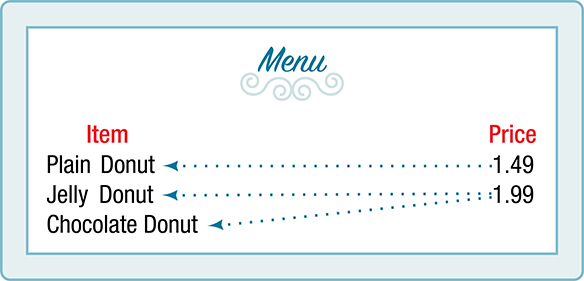 Menu
Item Price
Plain Donut 1.49
Jelly Donut 1.99
Chocolate Donut